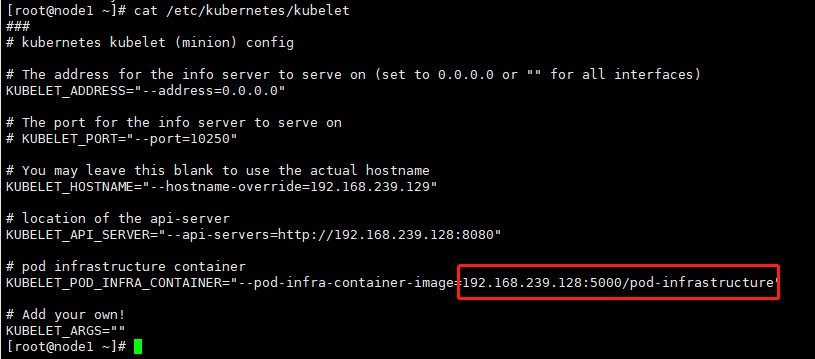 [root@node1 ~]# cat /etc/kubernetes/kubelet
###
# kubernetes kubelet (minion) config
# The address for the info server to serve on (set to 0.0.0.0 or "" for all interfaces)
KUBELET_ADDRESS="--address=0.0.0.0"
# The port for the info server to serve on
# KUBELET_PORT="--port=10250"
# You may leave this blank to use the actual hostname
KUBELET_HOSTNAME="--hostname-override=192.168.239.129"
# location of the api-server
KUBELET_API_SERVER="--api-servers=http://192.168.239.128:8080"
# pod infrastructure container
KUBELET_POD_INFRA_CONTAINER="--pod-infra-container-image=192.168.239.128:5000/pod-infrastructure"
# Add your own!
KUBELET_ARGS=""
[root@node1 ~]#